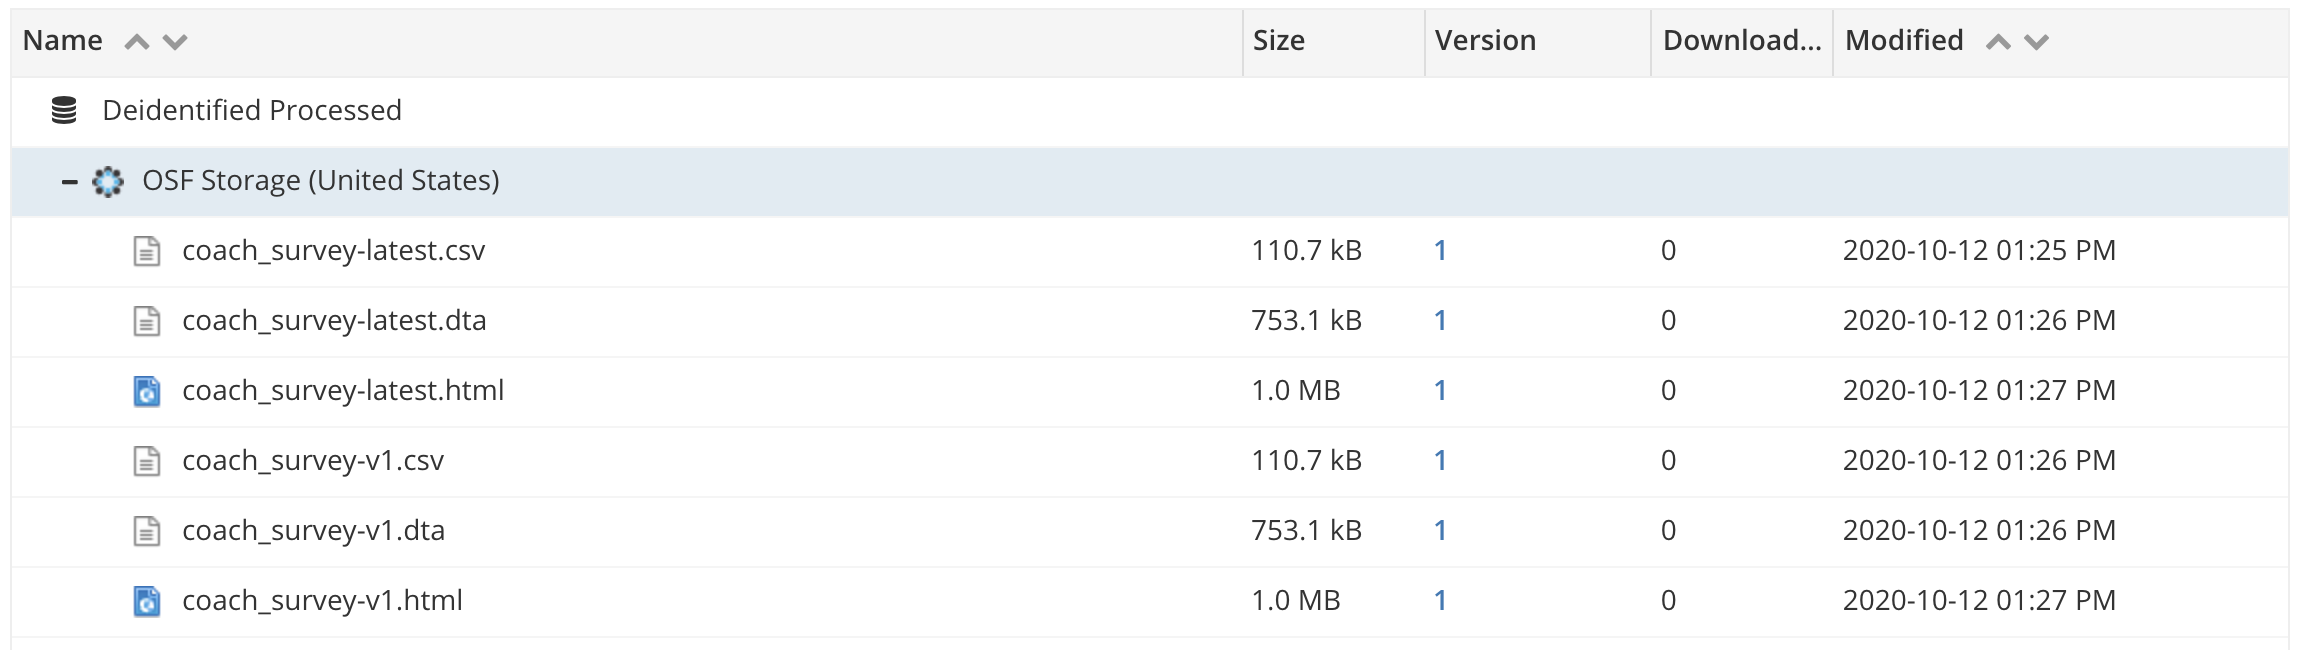 Name Size Version Download... Modified
Deidentified Processed
OSF Storage (United States)
coach_survey-latest.csv 110.7 kB 1 0 2020-10-12 01:25 PM
coach_survey-latest.dta 753.1 kB 1 0 2020-10-12 01:26 PM
coach_survey-latest.html 1.0 MB 1 0 2020-10-12 01:27 PM
coach_survey-v1.csv 110.7 kB 1 0 2020-10-12 01:26 PM
coach_survey-v1.dta 753.1 kB 1 0 2020-10-12 01:26 PM
coach_survey-v1.html 1.0 MB 1 0 2020-10-12 01:27 PM